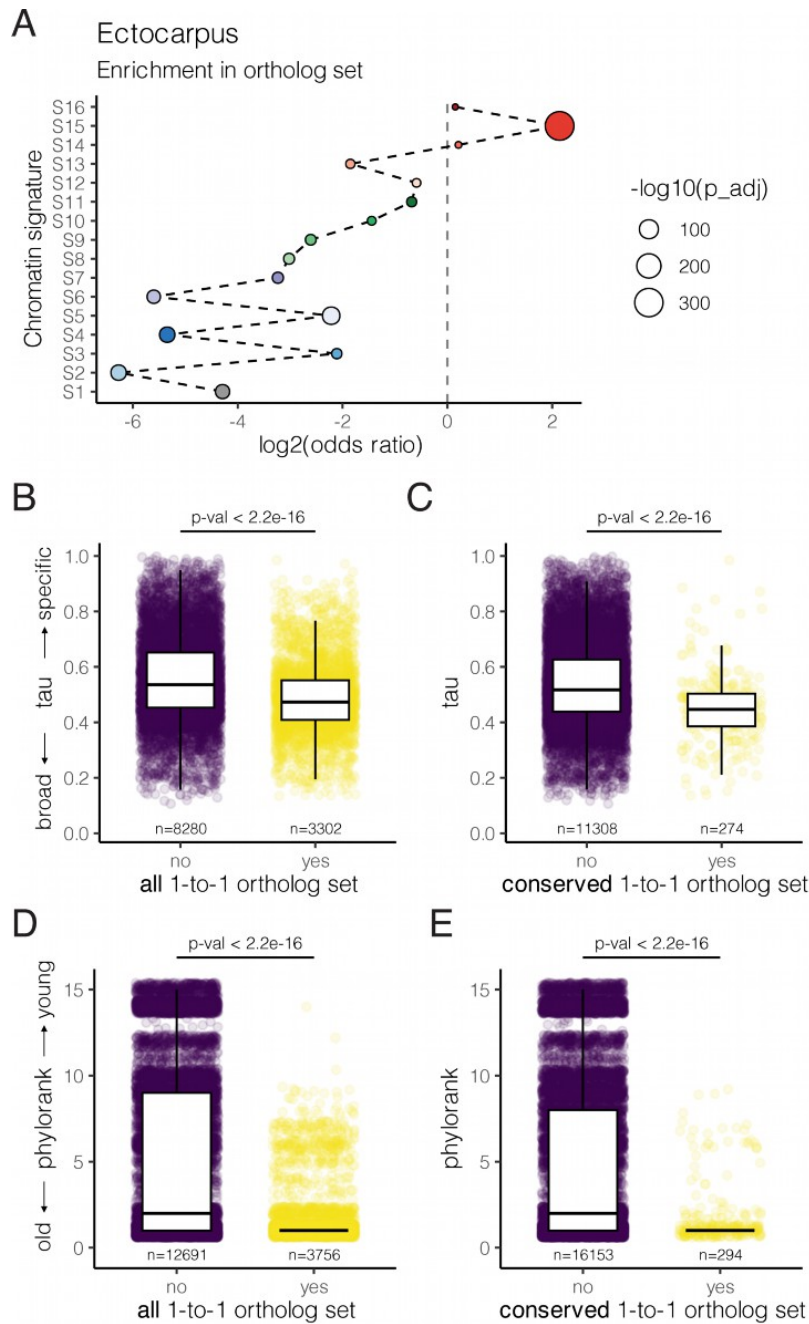 A
Ectocarpus
Enrichment in ortholog set
Chromatin signature
S16
S15
S14
S13
S12
S11
S10
S9
S8
S7
S6
S5
S4
S3
S2
S1
-6 -4 -2 0 2
log2(odds ratio)
-log10(p_adj)
100
200
300
B
p-val < 2.2e-16
broad ← tau → specific
1.0
0.8
0.6
0.4
0.2
0.0
n=8280 n=3302
no yes
all 1-to-1 ortholog set
C
p-val < 2.2e-16
tau
1.0
0.8
0.6
0.4
0.2
0.0
n=11308 n=274
no yes
conserved 1-to-1 ortholog set
D
p-val < 2.2e-16
old ← phylorank → young
15
10
5
0
n=12691 n=3756
no yes
all 1-to-1 ortholog set
E
p-val < 2.2e-16
phylorank
15
10
5
0
n=16153 n=294
no yes
conserved 1-to-1 ortholog set